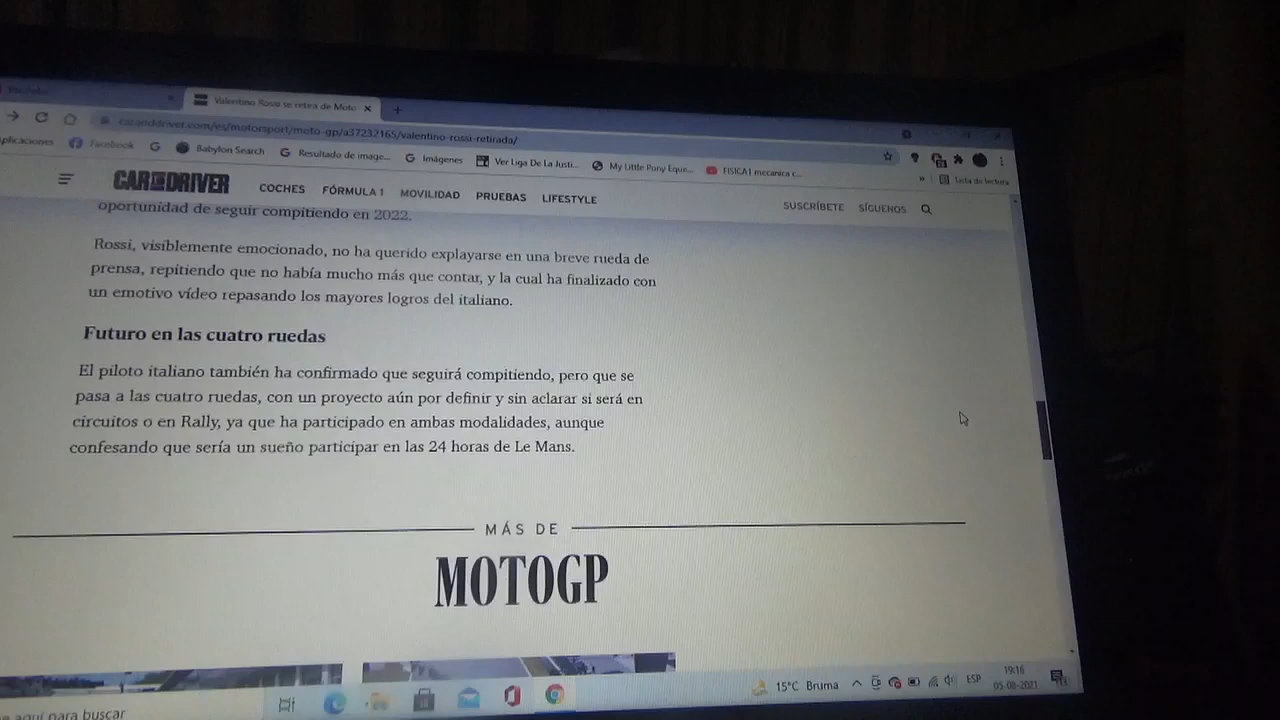 YouTube
Valentino Rossi se retira de Moto
caranddriver.com/es/motorsport/moto-gp/a37232165/valentino-rossi-retirada/
plicaciones Facebook Babylon Search Resultado de image... Imágenes Ver Liga De La Justi... My Little Pony Eque... FISICA1 mecanica c... » Lista de lectura
CAR AND DRIVER COCHES FÓRMULA 1 MOVILIDAD PRUEBAS LIFESTYLE SUSCRÍBETE SÍGUENOS
oportunidad de seguir compitiendo en 2022.
Rossi, visiblemente emocionado, no ha querido explayarse en una breve rueda de
prensa, repitiendo que no había mucho más que contar, y la cual ha finalizado con
un emotivo vídeo repasando los mayores logros del italiano.
Futuro en las cuatro ruedas
El piloto italiano también ha confirmado que seguirá compitiendo, pero que se
pasa a las cuatro ruedas, con un proyecto aún por definir y sin aclarar si será en
circuitos o en Rally, ya que ha participado en ambas modalidades, aunque
confesando que sería un sueño participar en las 24 horas de Le Mans.
MÁS DE
MOTOGP
aquí para buscar
15°C Bruma ESP 19:16
05-08-2021